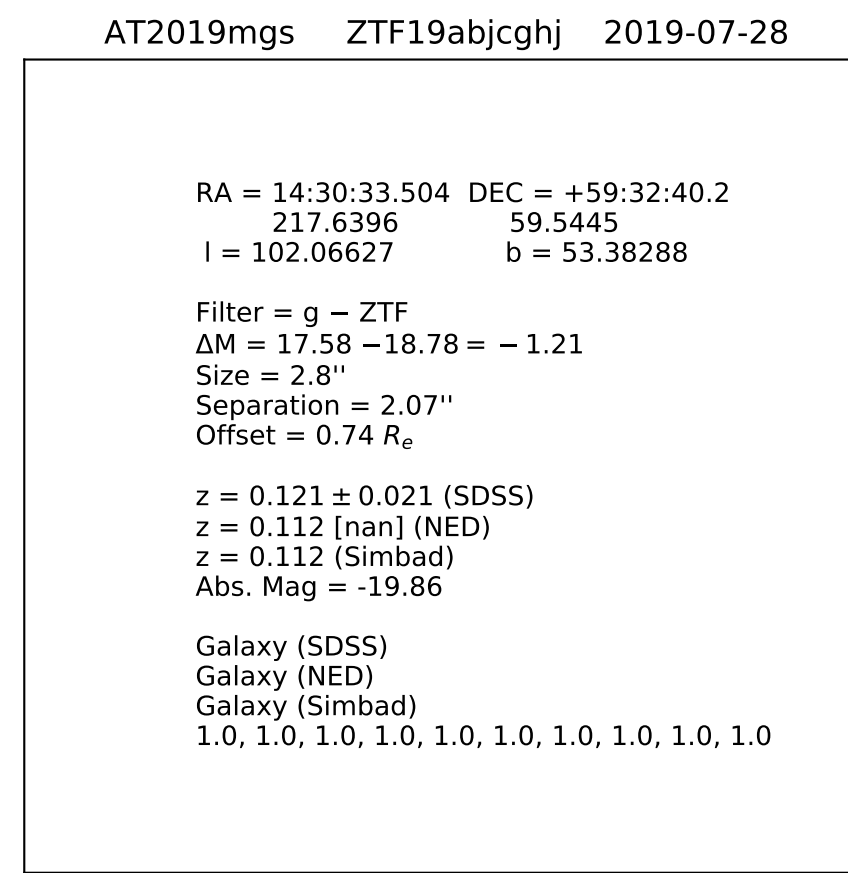 AT2019mgs ZTF19abjcghj 2019-07-28
RA = 14:30:33.504 DEC = +59:32:40.2
217.6396 59.5445
l = 102.06627 b = 53.38288
Filter = g − ZTF
ΔM = 17.58 −18.78 = − 1.21
Size = 2.8''
Separation = 2.07''
Offset = 0.74 Rₑ
z = 0.121 ± 0.021 (SDSS)
z = 0.112 [nan] (NED)
z = 0.112 (Simbad)
Abs. Mag = -19.86
Galaxy (SDSS)
Galaxy (NED)
Galaxy (Simbad)
1.0, 1.0, 1.0, 1.0, 1.0, 1.0, 1.0, 1.0, 1.0, 1.0